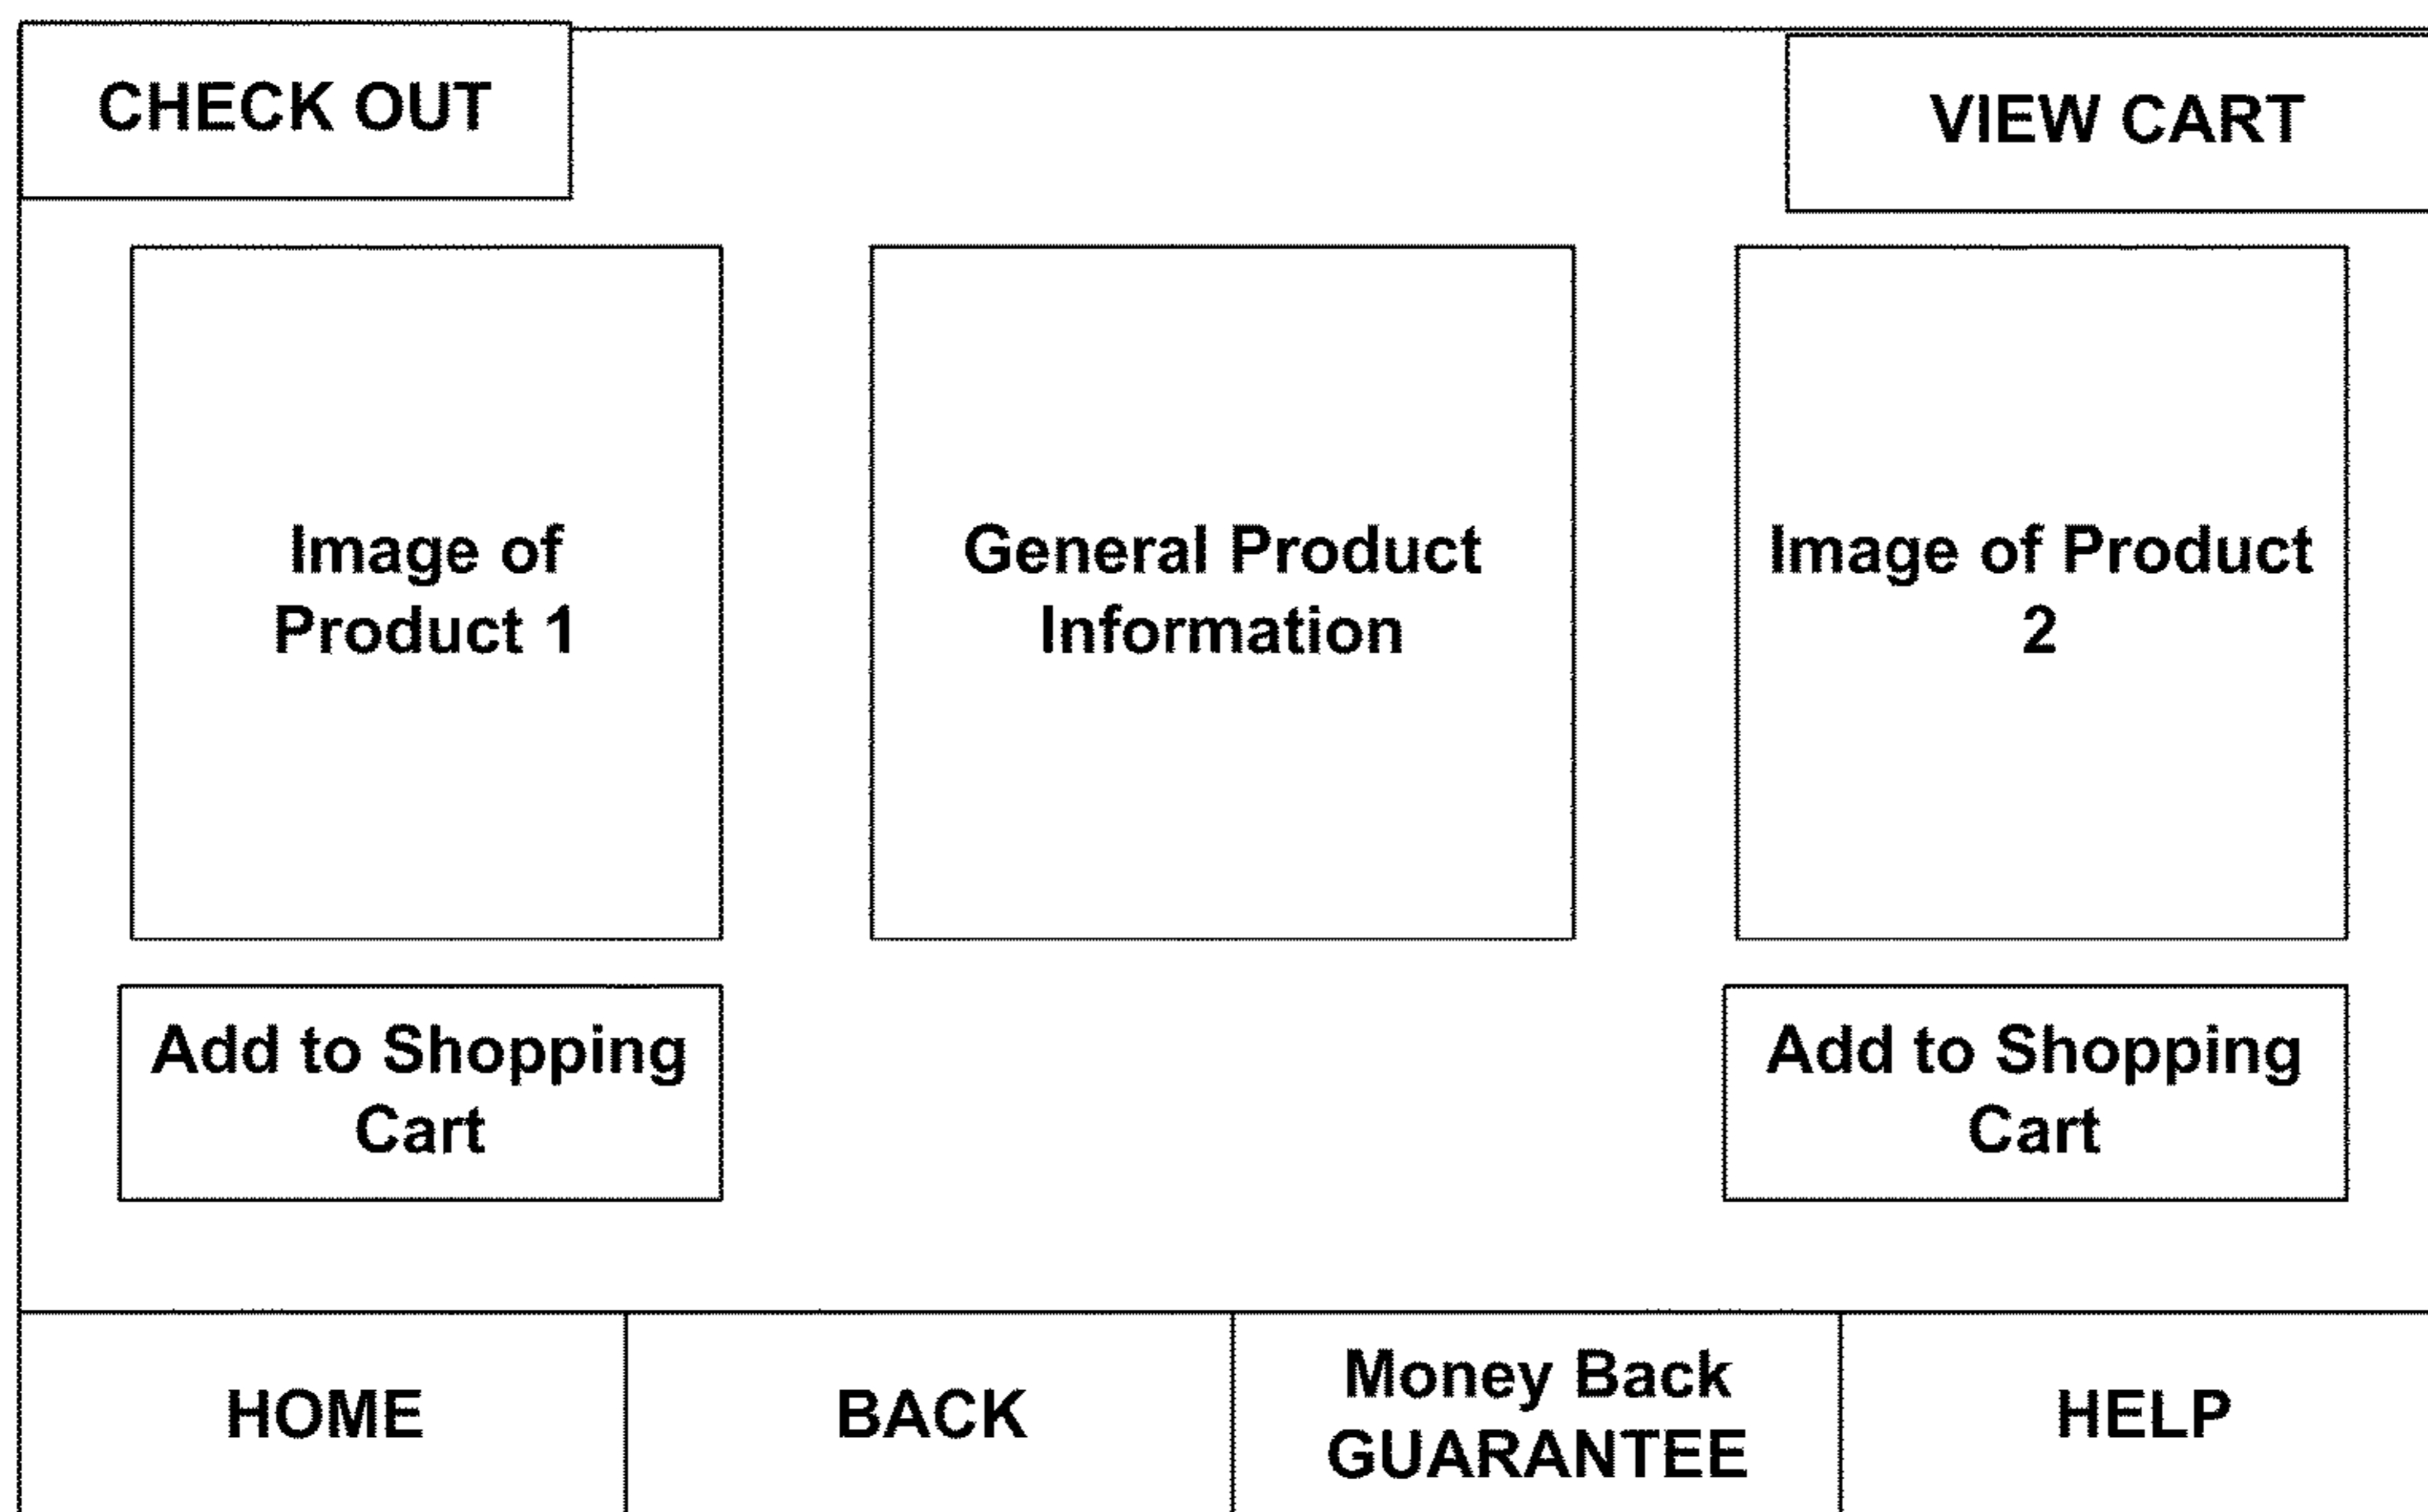 CHECK OUT
VIEW CART
Image of
Product 1
General Product
Information
Image of Product
2
Add to Shopping
Cart
Add to Shopping
Cart
HOME
BACK
Money Back
GUARANTEE
HELP